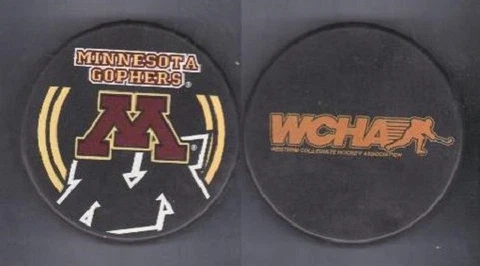 MINNESOTA
GOPHERS®
M®
WCHA
WESTERN COLLEGIATE HOCKEY ASSOCIATION